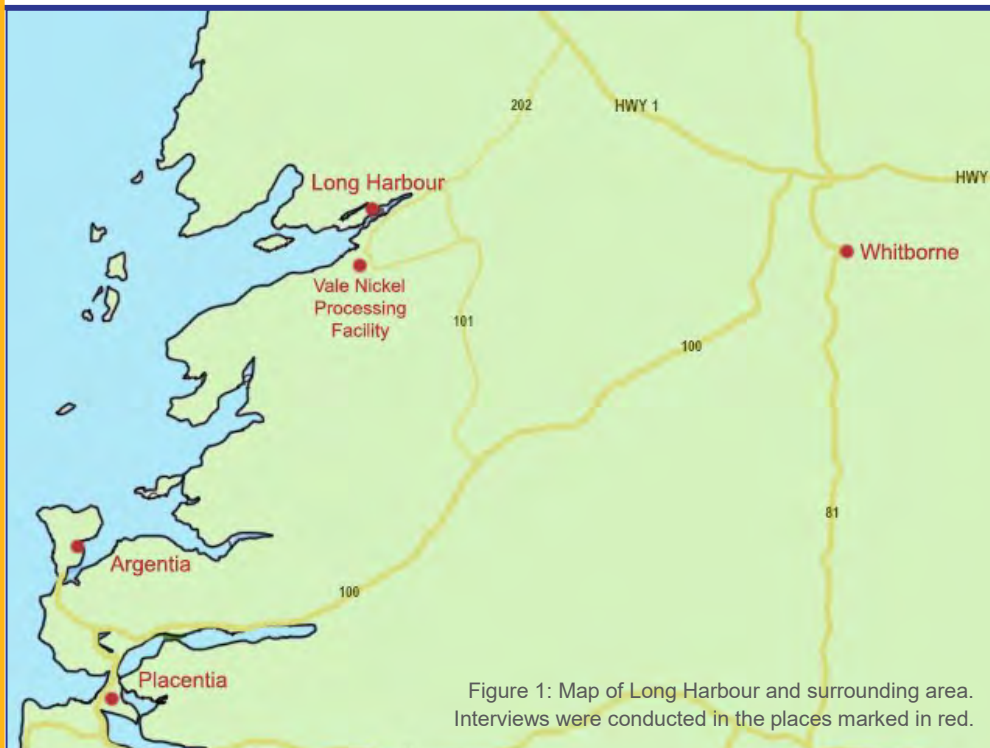 202
HWY 1
HWY
Long Harbour
Whitborne
Vale Nickel
Processing
Facility
101
100
81
Argentia
100
Placentia
Figure 1: Map of Long Harbour and surrounding area.
Interviews were conducted in the places marked in red.